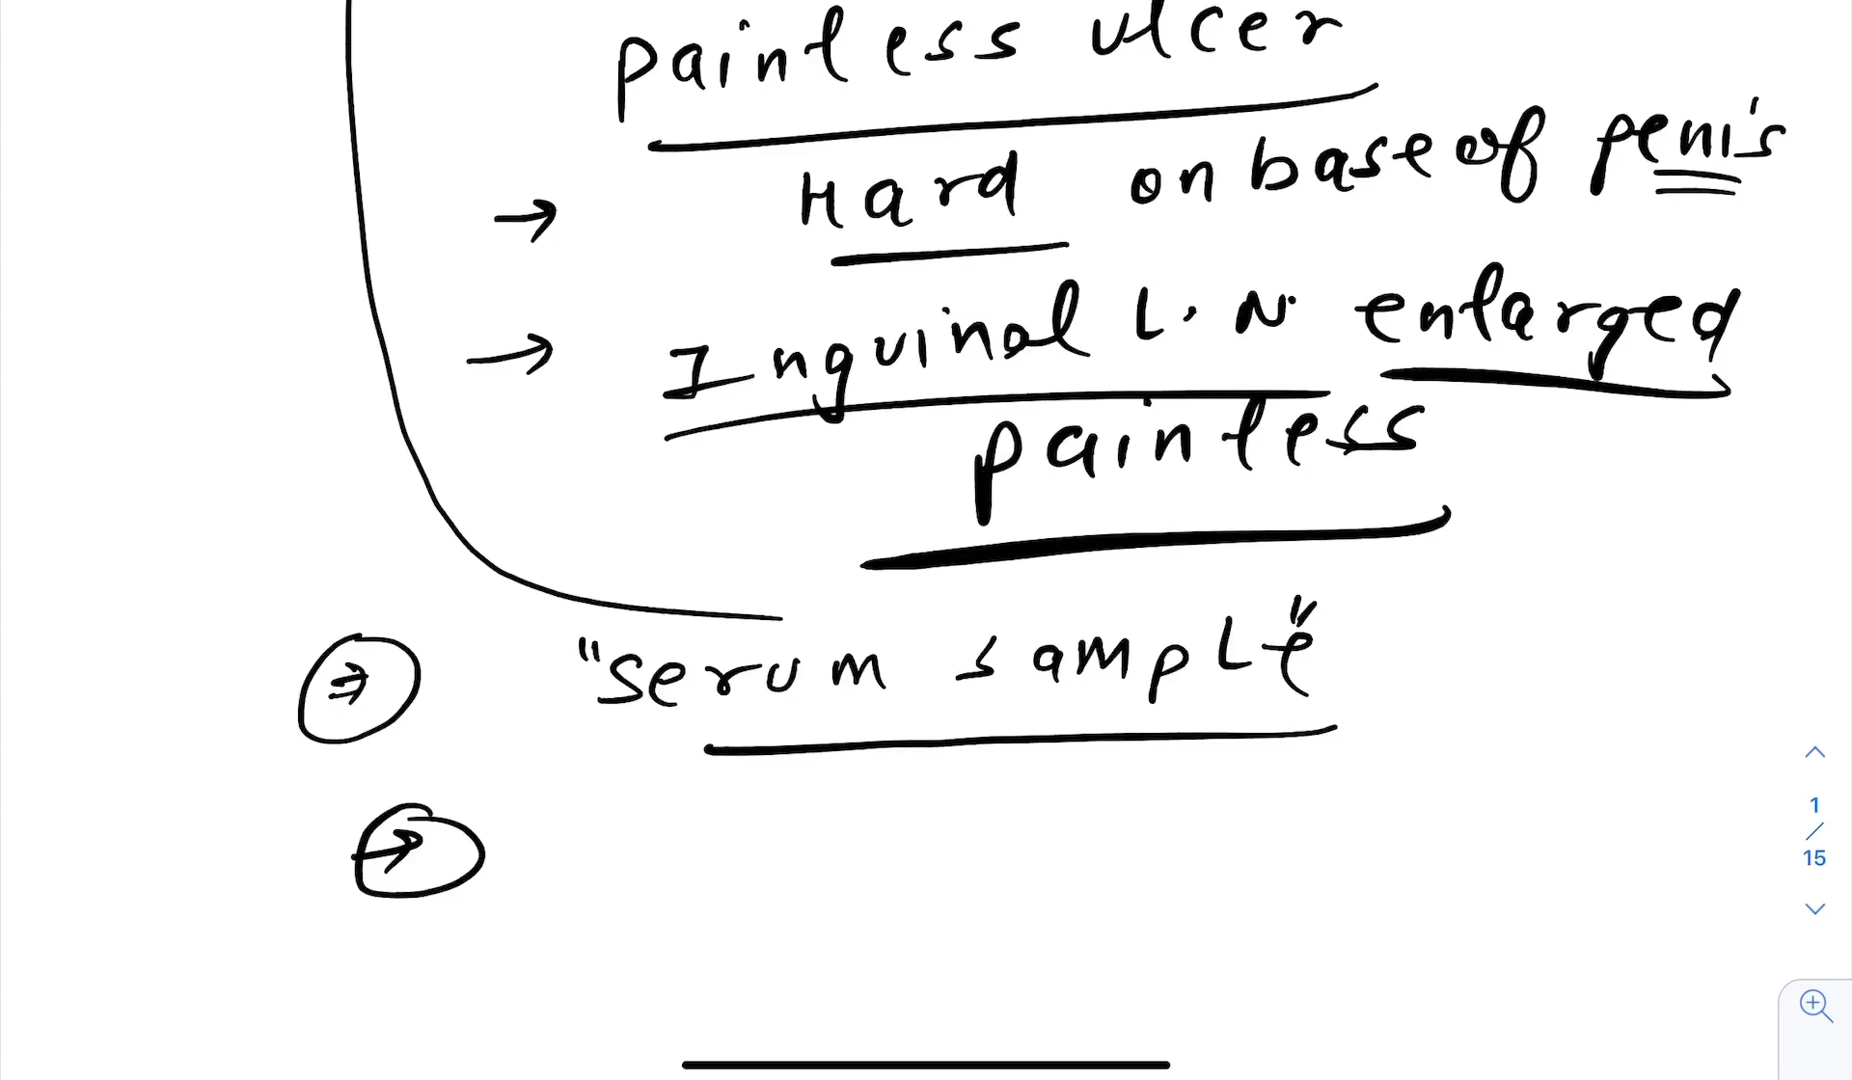 painless ulcer
→ Hard on base of penis
→ Inguinal L.N. enlarged
painless
"serum sample"
1
/
15